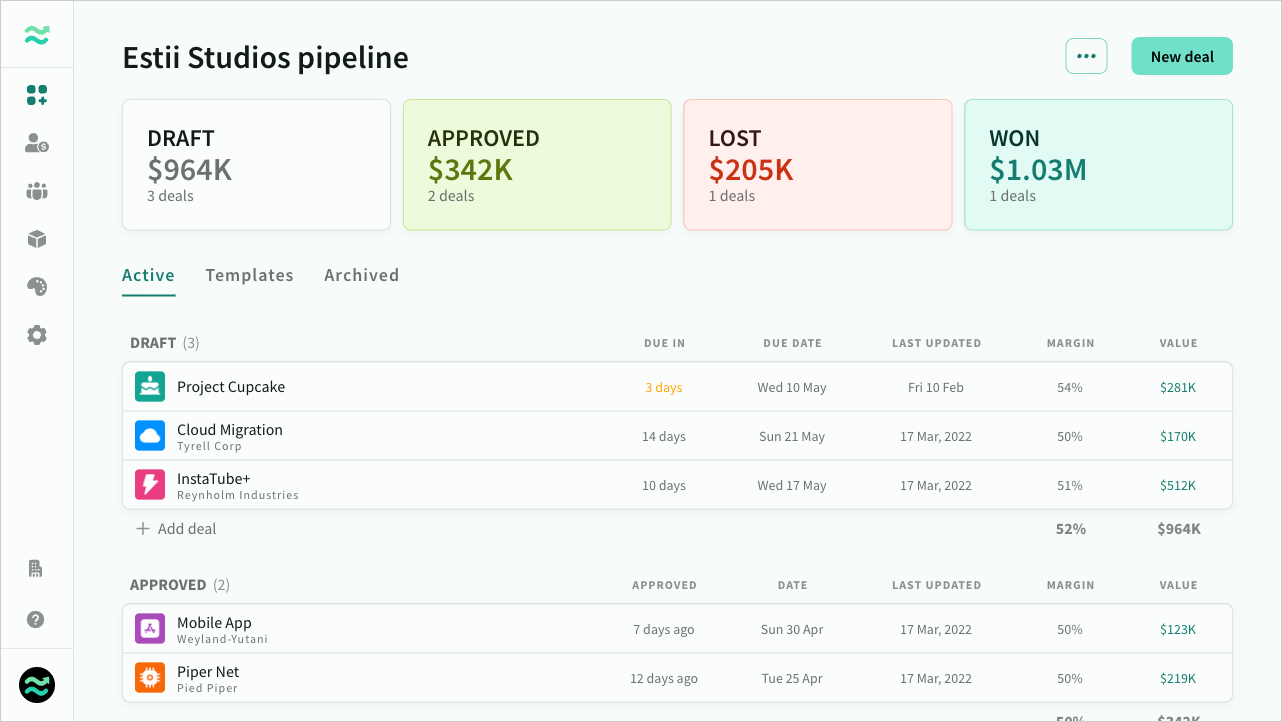 Estii Studios pipeline
New deal
DRAFT
$964K
3 deals
APPROVED
$342K
2 deals
LOST
$205K
1 deals
WON
$1.03M
1 deals
Active Templates Archived
DRAFT (3) DUE IN DUE DATE LAST UPDATED MARGIN VALUE
Project Cupcake 3 days Wed 10 May Fri 10 Feb 54% $281K
Cloud Migration
Tyrell Corp
14 days Sun 21 May 17 Mar, 2022 50% $170K
InstaTube+
Reynholm Industries
10 days Wed 17 May 17 Mar, 2022 51% $512K
Add deal 52% $964K
APPROVED (2) APPROVED DATE LAST UPDATED MARGIN VALUE
Mobile App
Weyland-Yutani
7 days ago Sun 30 Apr 17 Mar, 2022 50% $123K
Piper Net
Pied Piper
12 days ago Tue 25 Apr 17 Mar, 2022 50% $219K
50% $342K